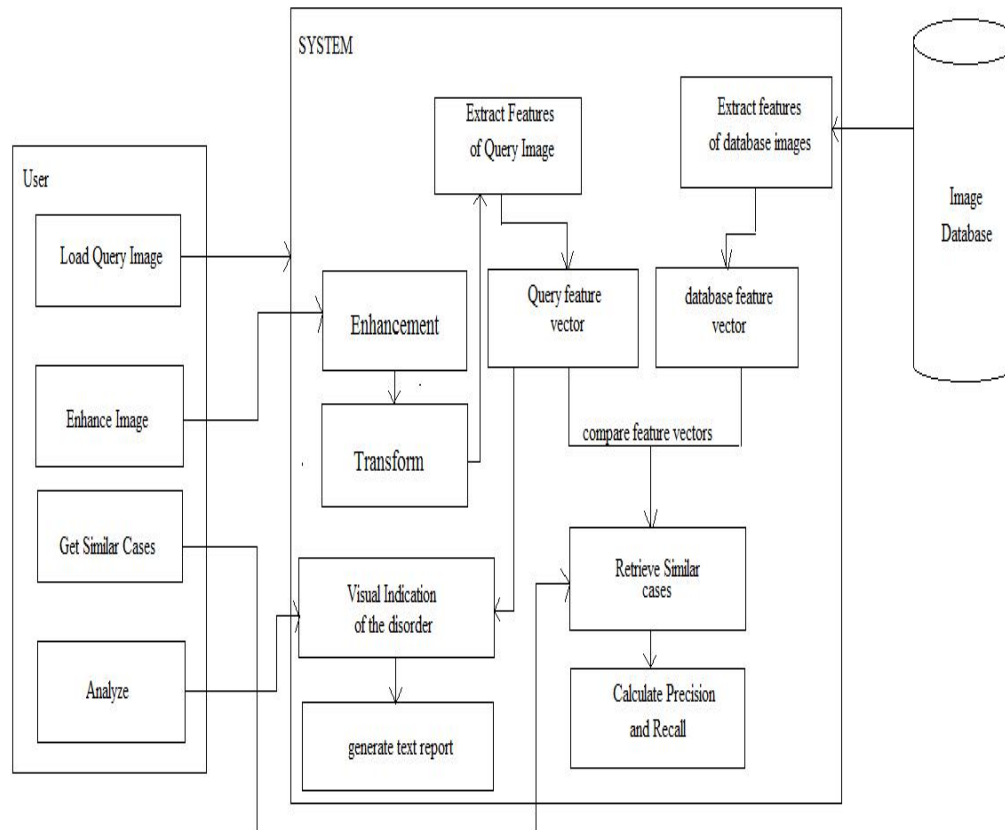 SYSTEM
User
Load Query Image
Enhance Image
Get Similar Cases
Analyze
Extract Features
of Query Image
Extract features
of database images
Image
Database
Enhancement
Transform
Query feature
vector
database feature
vector
compare feature vectors
Visual Indication
of the disorder
generate text report
Retrieve Similar
cases
Calculate Precision
and Recall